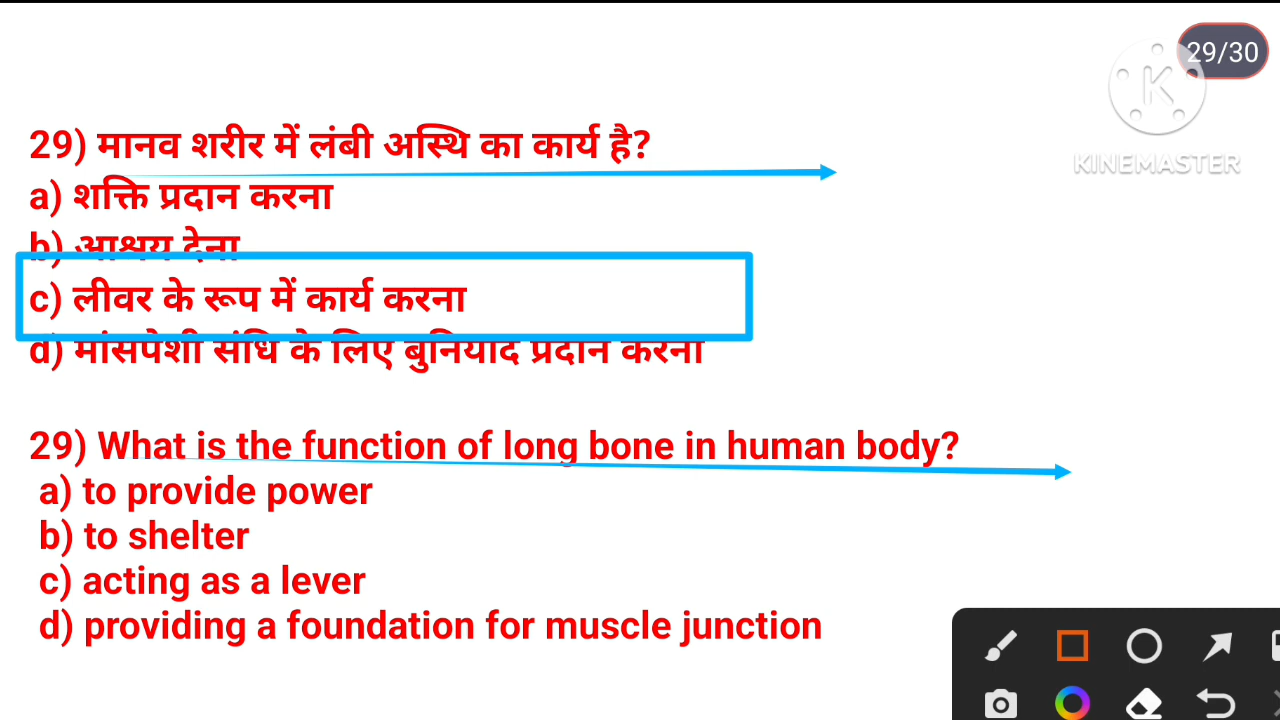 29/30
KINEMASTER
29) मानव शरीर में लंबी अस्थि का कार्य है?
a) शक्ति प्रदान करना
b) आश्रय देना
c) लीवर के रूप में कार्य करना
d) मांसपेशी संधि के लिए बुनियाद प्रदान करना
29) What is the function of long bone in human body?
a) to provide power
b) to shelter
c) acting as a lever
d) providing a foundation for muscle junction